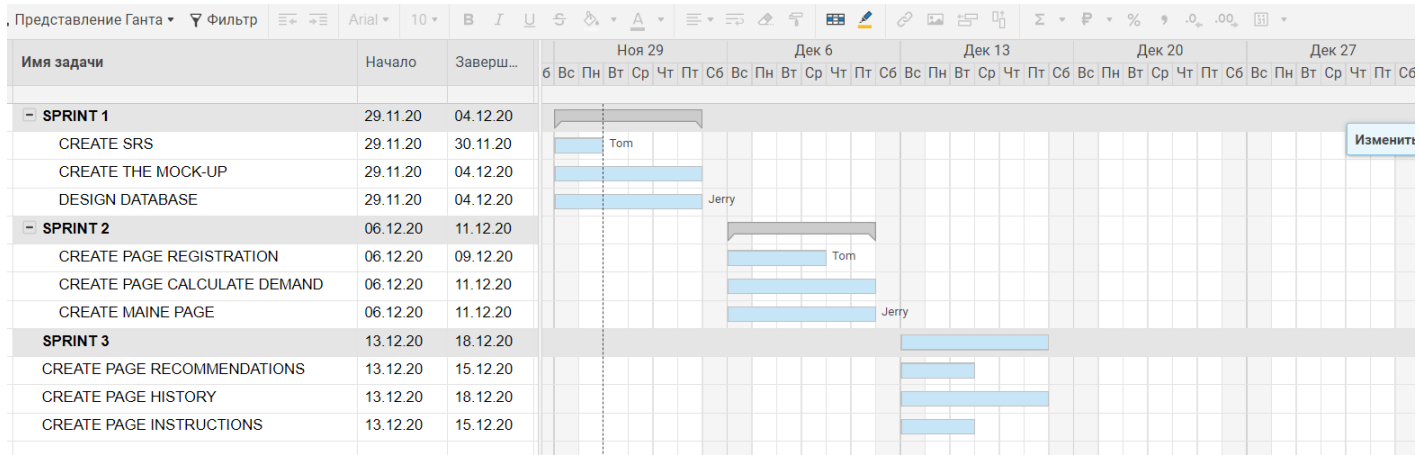 Представление Ганта Фильтр Arial 10 B I U S A Σ ₽ % .0 .00 31
Имя задачи Начало Заверш... Ноя 29 Дек 6 Дек 13 Дек 20 Дек 27
б Вс Пн Вт Ср Чт Пт Сб Вс Пн Вт Ср Чт Пт Сб Вс Пн Вт Ср Чт Пт Сб Вс Пн Вт Ср Чт Пт Сб Вс Пн Вт Ср Чт Пт Сб
SPRINT 1 29.11.20 04.12.20
Изменить
CREATE SRS 29.11.20 30.11.20 Tom
CREATE THE MOCK-UP 29.11.20 04.12.20
DESIGN DATABASE 29.11.20 04.12.20 Jerry
SPRINT 2 06.12.20 11.12.20
CREATE PAGE REGISTRATION 06.12.20 09.12.20 Tom
CREATE PAGE CALCULATE DEMAND 06.12.20 11.12.20
CREATE MAINE PAGE 06.12.20 11.12.20 Jerry
SPRINT 3 13.12.20 18.12.20
CREATE PAGE RECOMMENDATIONS 13.12.20 15.12.20
CREATE PAGE HISTORY 13.12.20 18.12.20
CREATE PAGE INSTRUCTIONS 13.12.20 15.12.20